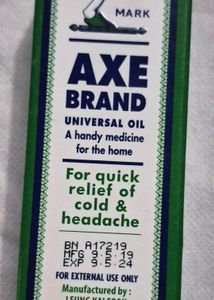 MARK
AXE
BRAND
UNIVERSAL OIL
A handy medicine
for the home
For quick
relief of
cold &
headache
BN A17219
MFG 9·5·19
EXP 9·5·24
FOR EXTERNAL USE ONLY
Manufactured by :